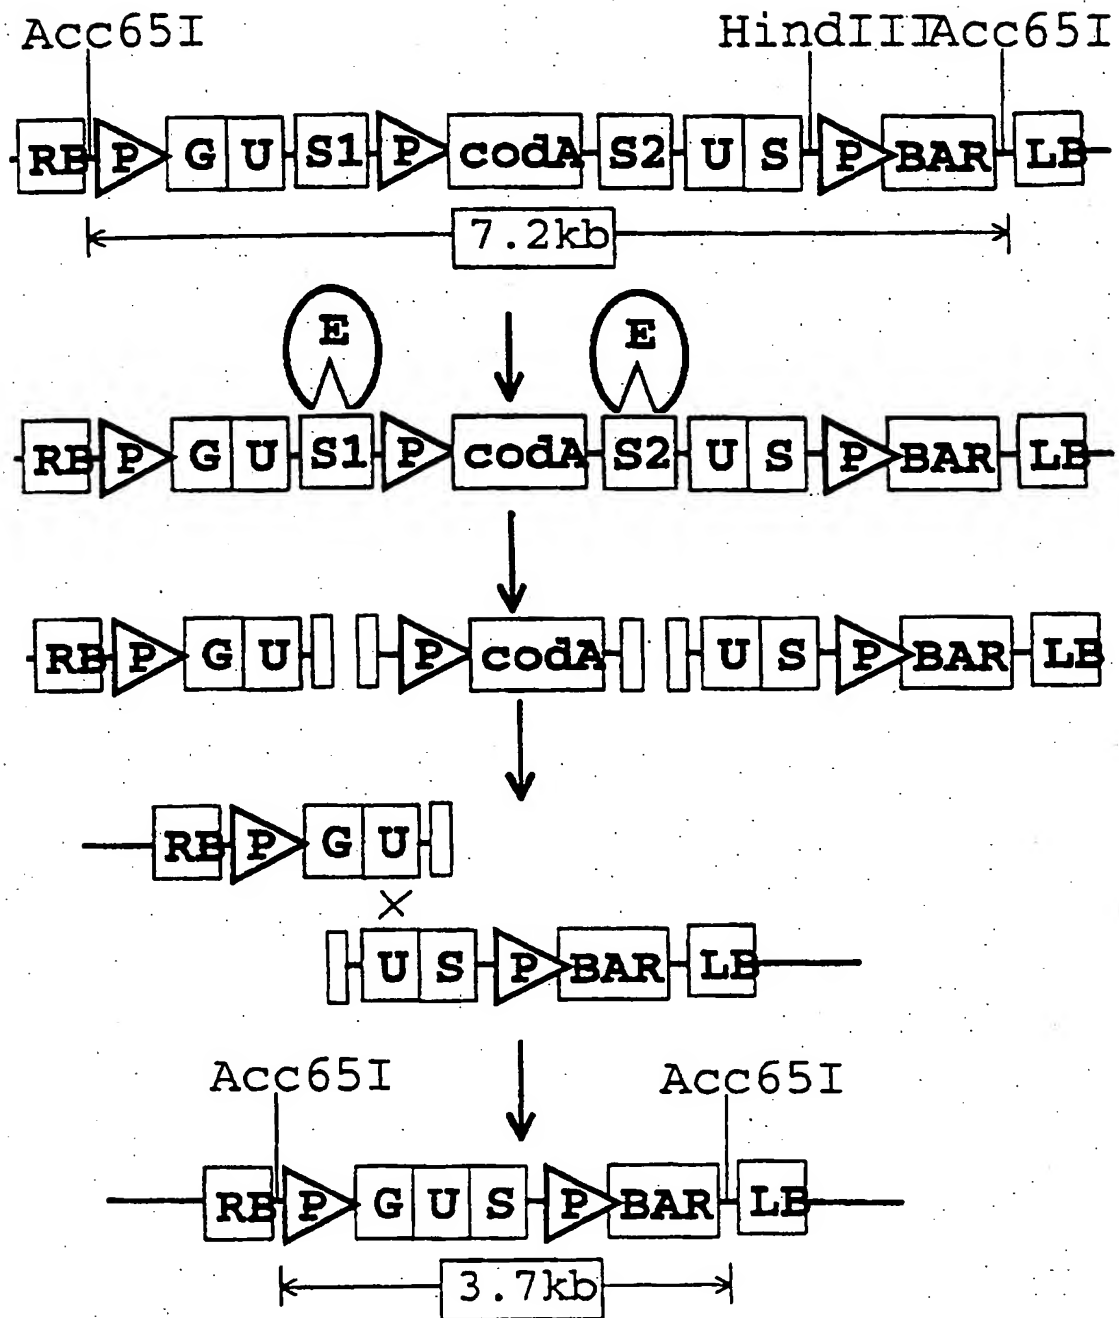 Acc65I HindIII Acc65I
RB P G U S1 P codA S2 U S P BAR LB
7.2kb
E E
RB P G U S1 P codA S2 U S P BAR LB
RB P G U P codA U S P BAR LB
RB P G U
U S P BAR LB
Acc65I Acc65I
RB P G U S P BAR LB
3.7kb